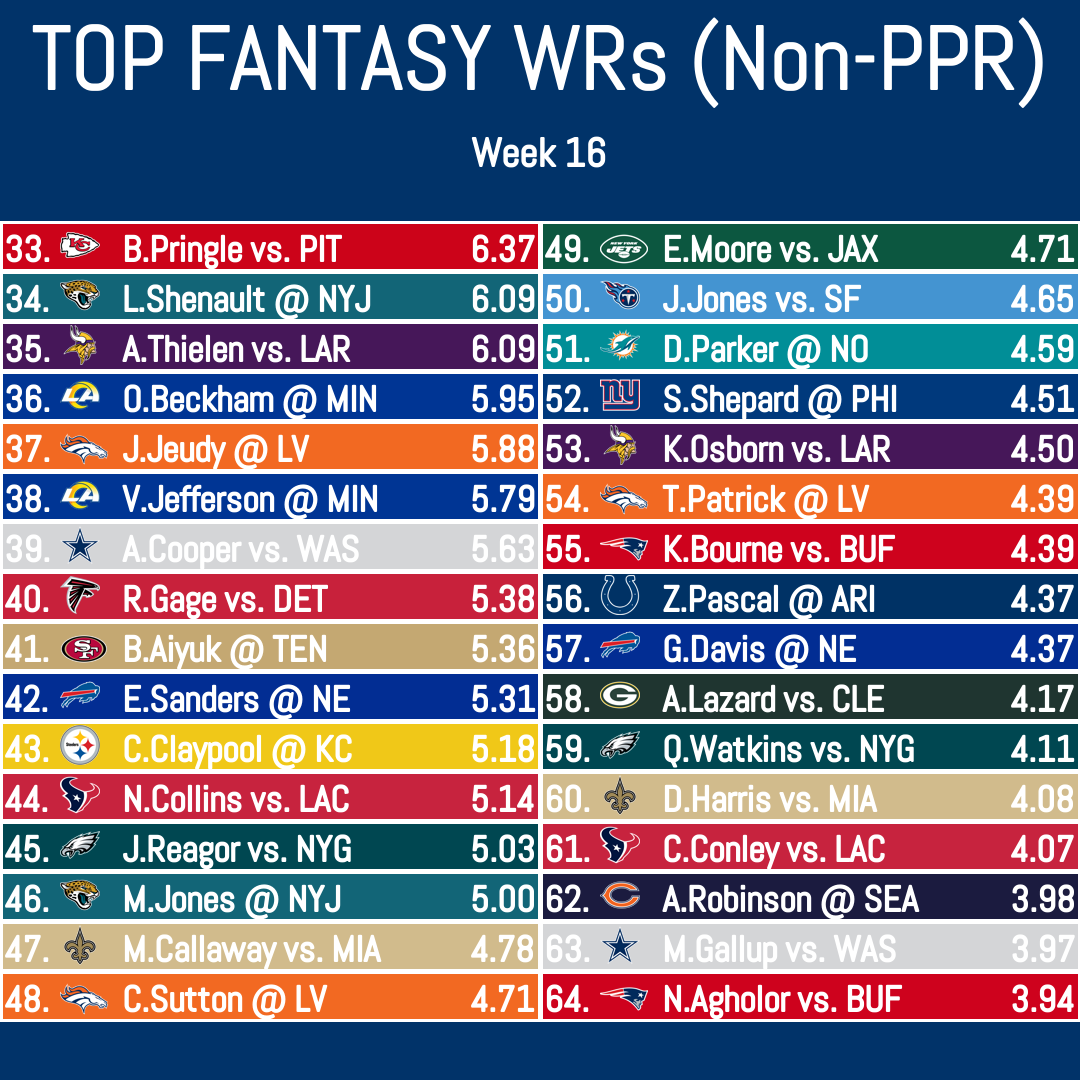 TOP FANTASY WRs (Non-PPR)
Week 16
33. B.Pringle vs. PIT 6.37
34. L.Shenault @ NYJ 6.09
35. A.Thielen vs. LAR 6.09
36. O.Beckham @ MIN 5.95
37. J.Jeudy @ LV 5.88
38. V.Jefferson @ MIN 5.79
39. A.Cooper vs. WAS 5.63
40. R.Gage vs. DET 5.38
41. B.Aiyuk @ TEN 5.36
42. E.Sanders @ NE 5.31
43. C.Claypool @ KC 5.18
44. N.Collins vs. LAC 5.14
45. J.Reagor vs. NYG 5.03
46. M.Jones @ NYJ 5.00
47. M.Callaway vs. MIA 4.78
48. C.Sutton @ LV 4.71
49. NEW YORK JETS E.Moore vs. JAX 4.71
50. J.Jones vs. SF 4.65
51. D.Parker @ NO 4.59
52. ny S.Shepard @ PHI 4.51
53. K.Osborn vs. LAR 4.50
54. T.Patrick @ LV 4.39
55. K.Bourne vs. BUF 4.39
56. Z.Pascal @ ARI 4.37
57. G.Davis @ NE 4.37
58. A.Lazard vs. CLE 4.17
59. Q.Watkins vs. NYG 4.11
60. D.Harris vs. MIA 4.08
61. C.Conley vs. LAC 4.07
62. A.Robinson @ SEA 3.98
63. M.Gallup vs. WAS 3.97
64. N.Agholor vs. BUF 3.94